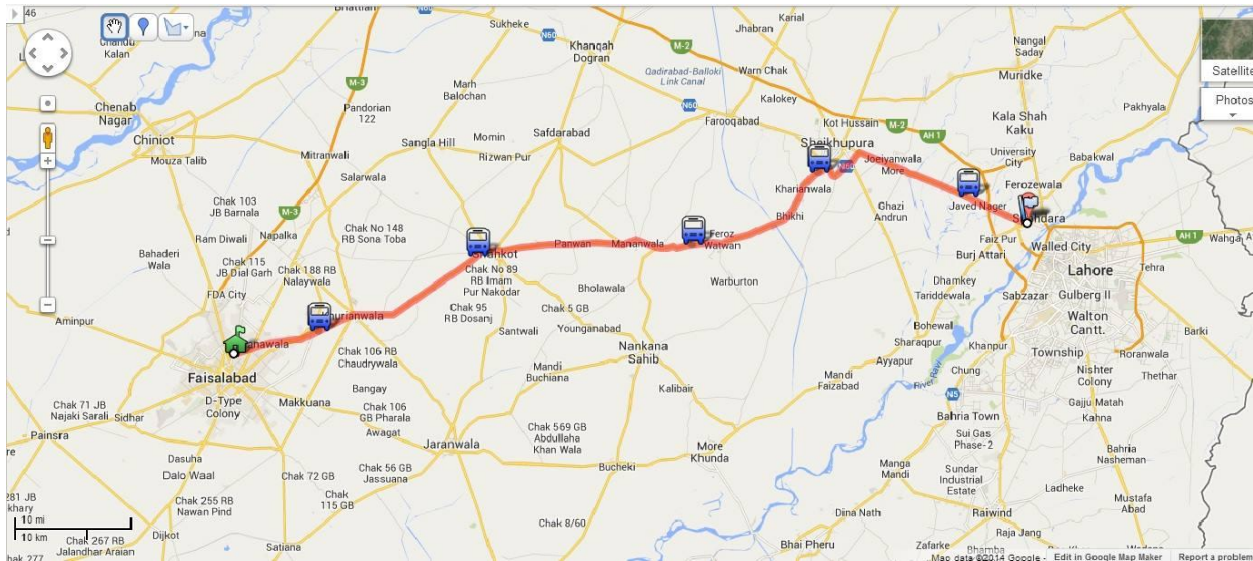 46
Bhattian
Chandu
Kalan
Sukheke
N60
Khanqah
Dogran
Karial
Jhabran
M-2
Nangal
Saday
Muridke
Satellite
Photos
Qadirabad-Balloki
Link Canal
Warn Chak
M-3
Pandorian
122
Marh
Balochan
N60
Kalokey
Farooqabad
Kot Hussain
M-2
AH 1
Kala Shah
Kaku
Pakhyala
Chenab
Nagar
Chiniot
Mouza Talib
Mitranwali
Sangla Hill
Momin
Rizwan Pur
Safdarabad
Sheikhupura
N60
Joeiyanwala
More
University
City
Babakwal
Salarwala
Kharianwala
Ferozewala
Chak 103
JB Barnala
M-3
Ram Diwali
Napalka
Chak No 148
RB Sona Toba
Bhikhi
Ghazi
Andrun
Javed Nager
Faiz Pur
Walled City
AH 1
Wahga
Bahaderi
Wala
Chak 115
JB Dial Garh
Chak 188 RB
Nalaywala
Shahkot
Panwan
Marianwala
Feroz
Watwan
Burj Attari
Lahore
Tehra
FDA City
Chak No 89
RB Imam
Pur Nakodar
Bholawala
Warburton
Dhamkey
Tariddewala
Sabzazar
Gulberg II
Aminpur
Chak 95
RB Dosanj
Chak 5 GB
Bohewal
Walton
Cantt.
Barki
Santwali
Younganabad
Sharaqpur
Khanpur
Township
Roranwala
Chak 106 RB
Chaudrywala
Nankana
Sahib
Ayyapur
Faisalabad
Mandi
Buchiana
Mandi
Faizabad
River Ravi
Chung
Nishter
Colony
Thethar
D-Type
Colony
Makkuana
Bangay
Kalibair
N5
Chak 71 JB
Najaki Sarali
Sidhar
Chak 106
GB Pharala
Awagat
Bahria Town
Gajju Matah
Kahna
Painsra
Jaranwala
Chak 569 GB
Abdullaha
Khan Wala
More
Khunda
Sui Gas
Phase-2
Bahria
Nasheman
Dasuha
Dalo Waal
Chak 72 GB
Chak 56 GB
Jassuana
Bucheki
Manga
Mandi
Sundar
Industrial
Estate
Ladheke
281 JB
Chak 255 RB
Nawan Pind
Chak
115 GB
Mustafa
Abad
10 mi
10 km
Chak 267 RB
Jalandhar Araian
Dijkot
Satiana
Chak 8/60
Dina Nath
Raiwind
Raja Jang
Bhai Pheru
Zafarke
Bhamba
Map data ©2014 Google - Edit in Google Map Maker Report a problem